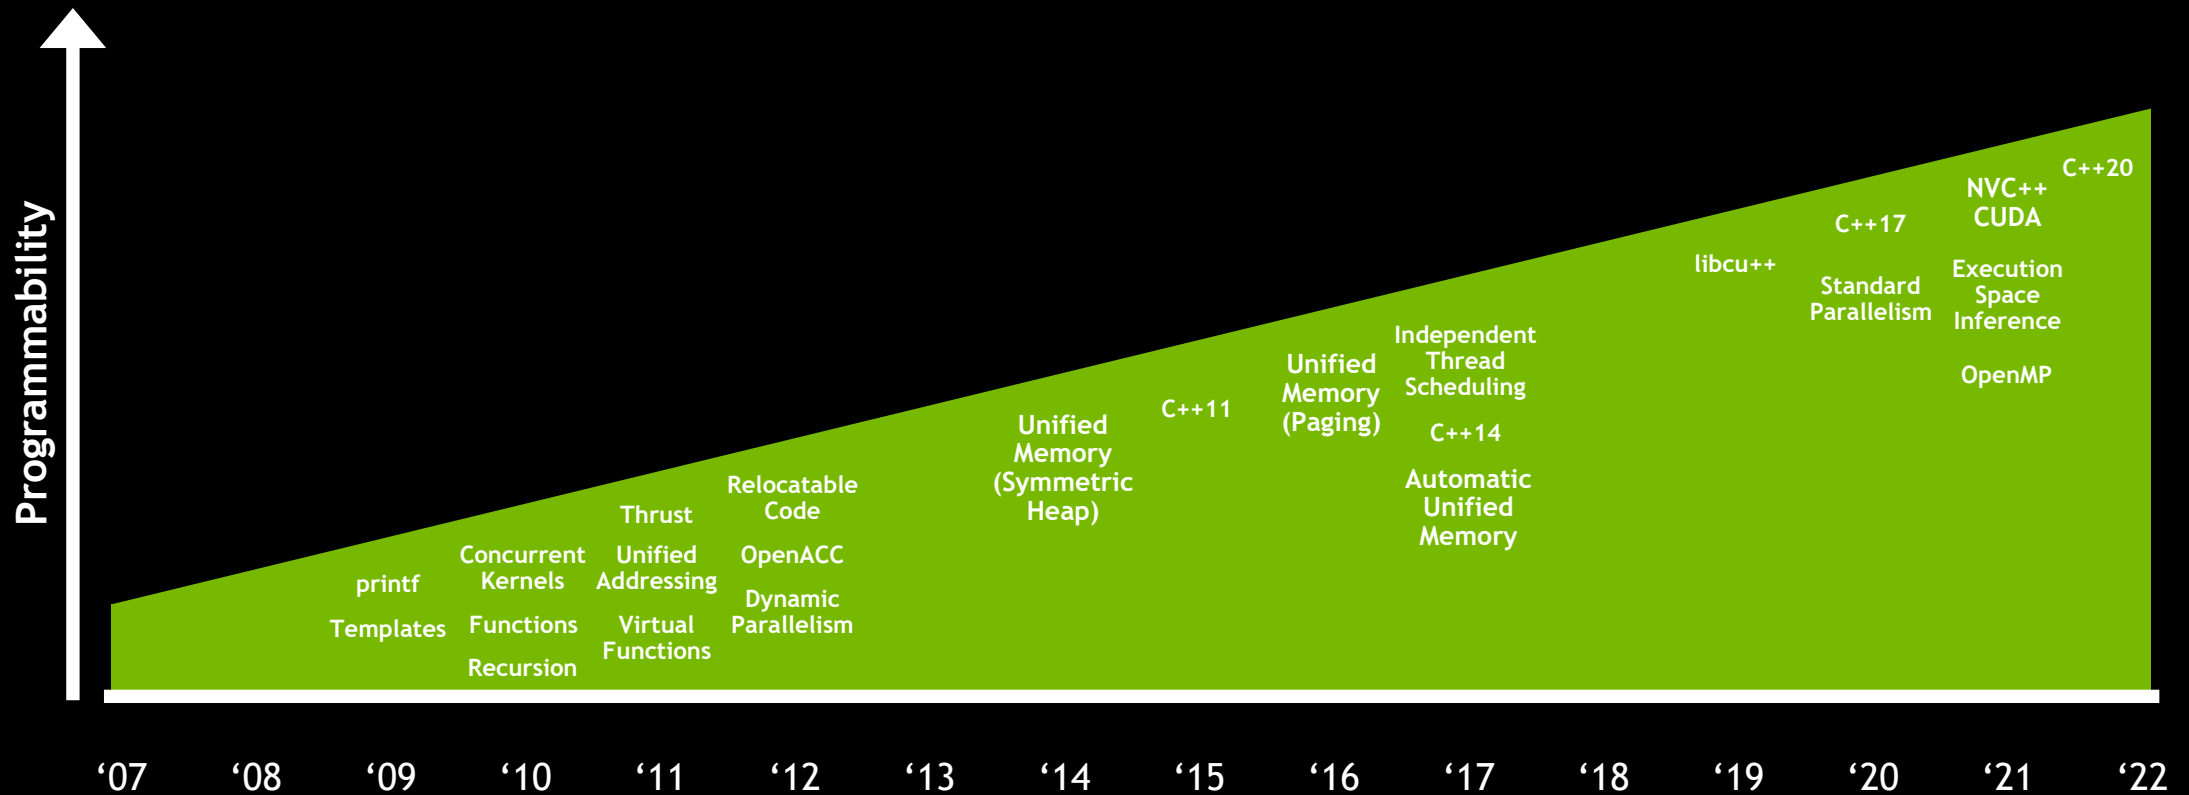 Programmability
printf
Templates
Concurrent
Kernels
Functions
Recursion
Thrust
Unified
Addressing
Virtual
Functions
Relocatable
Code
OpenACC
Dynamic
Parallelism
Unified
Memory
(Symmetric
Heap)
C++11
Unified
Memory
(Paging)
Independent
Thread
Scheduling
C++14
Automatic
Unified
Memory
libcu++
C++17
Standard
Parallelism
NVC++
CUDA
Execution
Space
Inference
OpenMP
C++20
‘07 ‘08 ‘09 ‘10 ‘11 ‘12 ‘13 ‘14 ‘15 ‘16 ‘17 ‘18 ‘19 ‘20 ‘21 ‘22